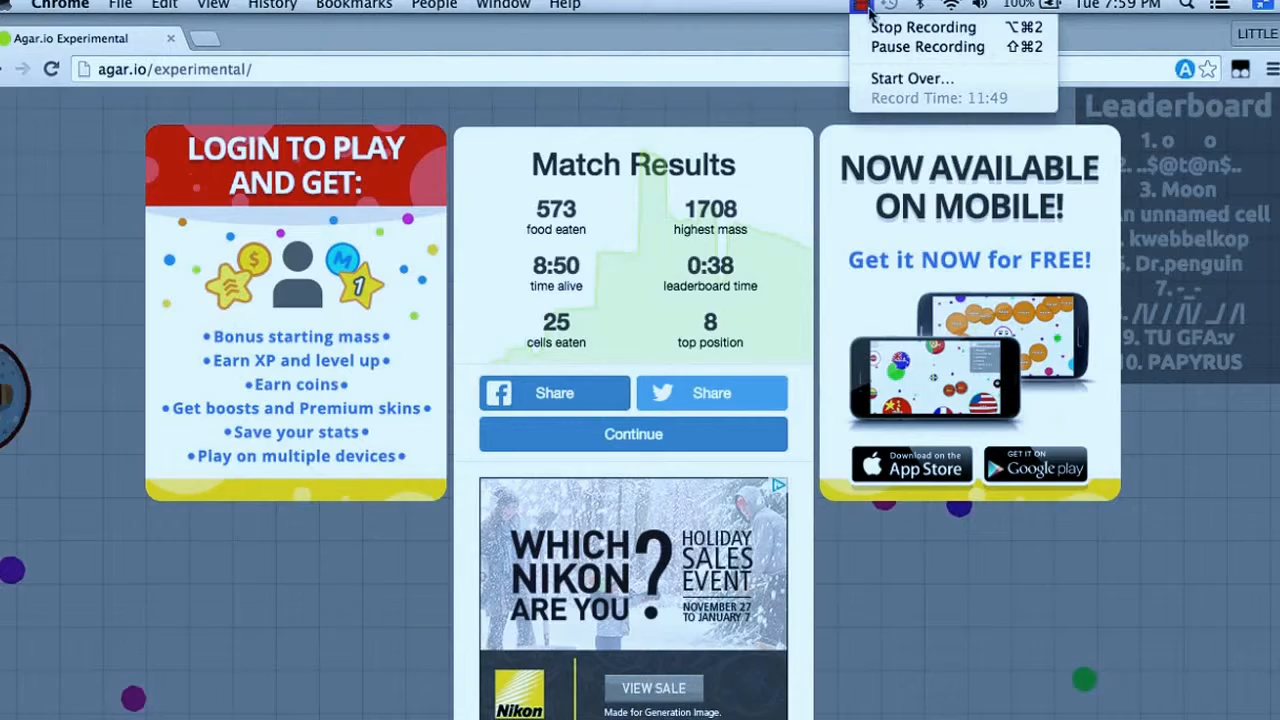 Chrome File Edit View History Bookmarks People Window Help
100% Tue 7:59 PM
Stop Recording ⌥⌘2
Pause Recording ⇧⌘2
Start Over...
Record Time: 11:49
Agar.io Experimental
LITTLE
agar.io/experimental/
LOGIN TO PLAY
AND GET:
•Bonus starting mass•
•Earn XP and level up•
•Earn coins•
•Get boosts and Premium skins•
•Save your stats•
•Play on multiple devices•
Match Results
573 1708
food eaten highest mass
8:50 0:38
time alive leaderboard time
25 8
cells eaten top position
Share Share
Continue
WHICH
NIKON
ARE YOU?
HOLIDAY
SALES
EVENT
NOVEMBER 27
TO JANUARY 7
Nikon
VIEW SALE
Made for Generation Image.
NOW AVAILABLE
ON MOBILE!
Get it NOW for FREE!
Download on the
App Store
GET IT ON
Google play
Leaderboard
1. o o
..$@t@n$..
3. Moon
n unnamed cell
kwebbelkop
Dr.penguin
7. -_-
9. TU GFA:v
10. PAPYRUS